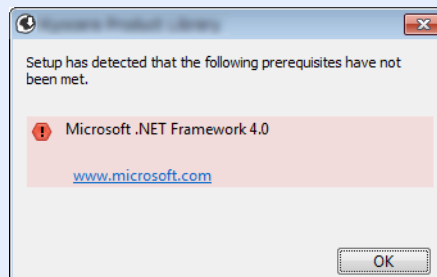 Setup has detected that the following prerequisites have not
been met.
Microsoft .NET Framework 4.0
www.microsoft.com
OK